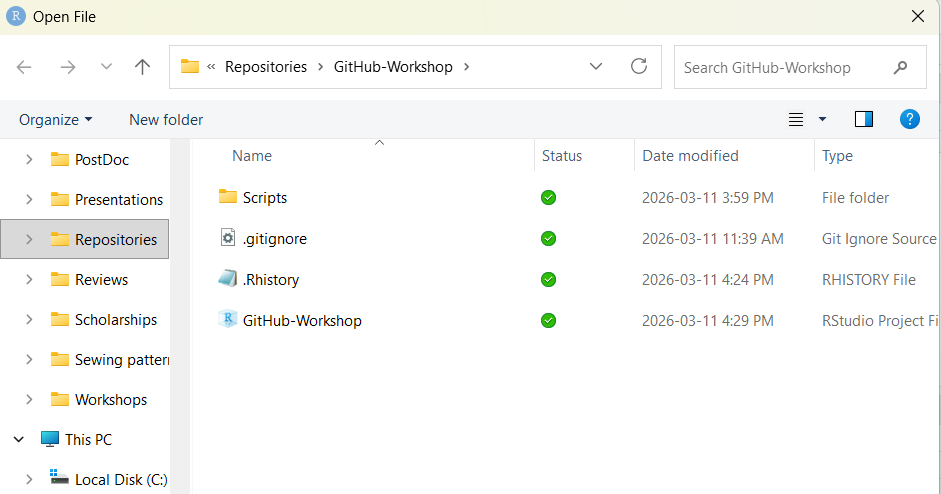 R Open File
« Repositories > GitHub-Workshop >
Search GitHub-Workshop
Organize
New folder
?
PostDoc
Presentations
Repositories
Reviews
Scholarships
Sewing patter
Workshops
This PC
Local Disk (C:)
Name Status Date modified Type
Scripts 2026-03-11 3:59 PM File folder
.gitignore 2026-03-11 11:39 AM Git Ignore Source
.Rhistory 2026-03-11 4:24 PM RHISTORY File
R GitHub-Workshop 2026-03-11 4:29 PM RStudio Project Fi